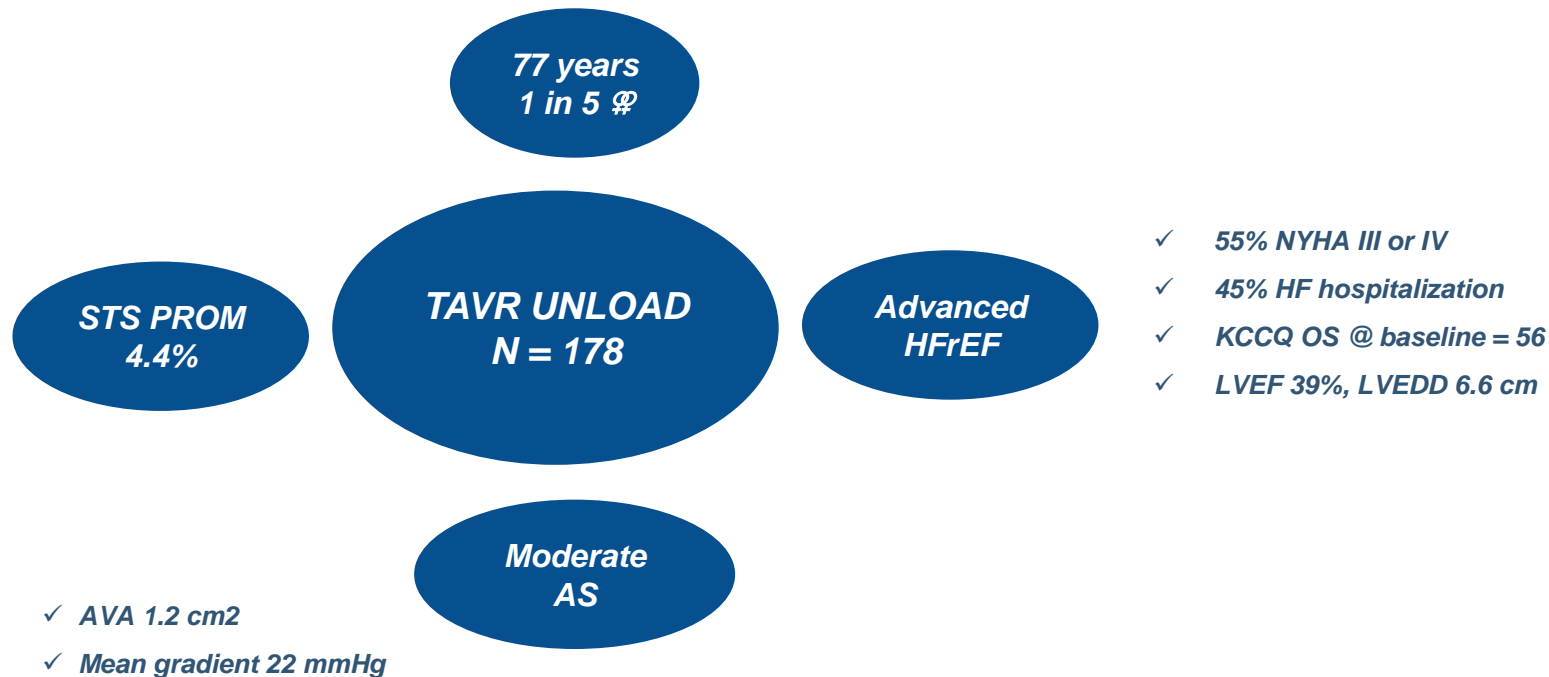 77 years
1 in 5 ⚢
TAVR UNLOAD
N = 178
STS PROM
4.4%
Advanced
HFrEF
✓ 55% NYHA III or IV
✓ 45% HF hospitalization
✓ KCCQ OS @ baseline = 56
✓ LVEF 39%, LVEDD 6.6 cm
Moderate
AS
✓ AVA 1.2 cm2
✓ Mean gradient 22 mmHg